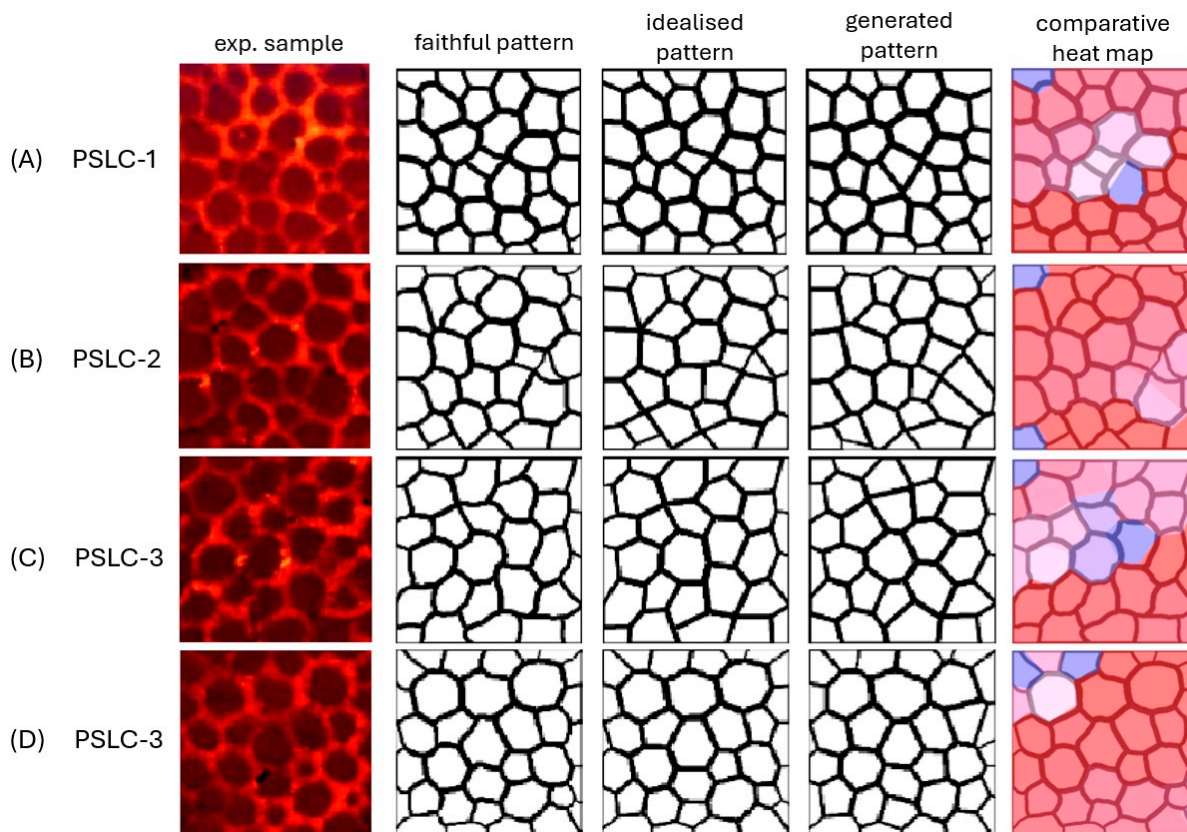 exp. sample
faithful pattern
idealised
pattern
generated
pattern
comparative
heat map
(A) PSLC-1
(B) PSLC-2
(C) PSLC-3
(D) PSLC-3